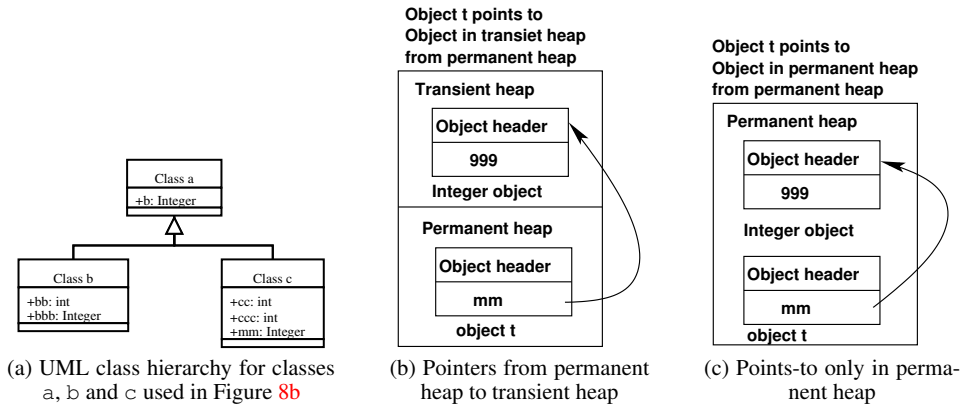 Class a
+b: Integer
Class b
+bb: int
+bbb: Integer
Class c
+cc: int
+ccc: int
+mm: Integer
(a) UML class hierarchy for classes
a, b and c used in Figure 8b
Object t points to
Object in transiet heap
from permanent heap
Transient heap
Object header
999
Integer object
Permanent heap
Object header
mm
object t
(b) Pointers from permanent
heap to transient heap
Object t points to
Object in permanent heap
from permanent heap
Permanent heap
Object header
999
Integer object
Object header
mm
object t
(c) Points-to only in perma-
nent heap